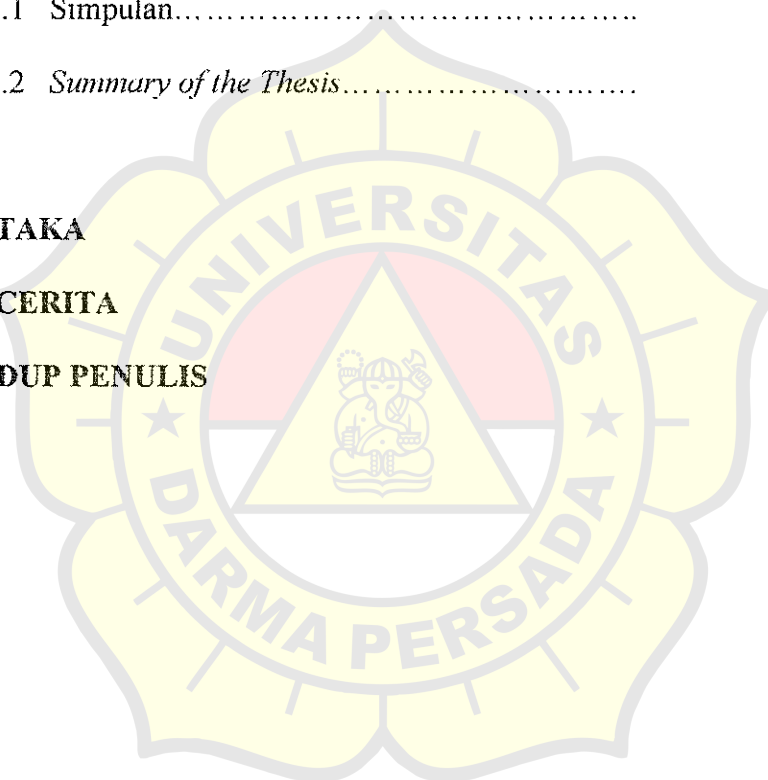 .1 Simpulan…………………………………………..
.2 Summary of the Thesis……………………….
TAKA
CERITA
DUP PENULIS
UNIVERSITAS
DARMA PERSADA